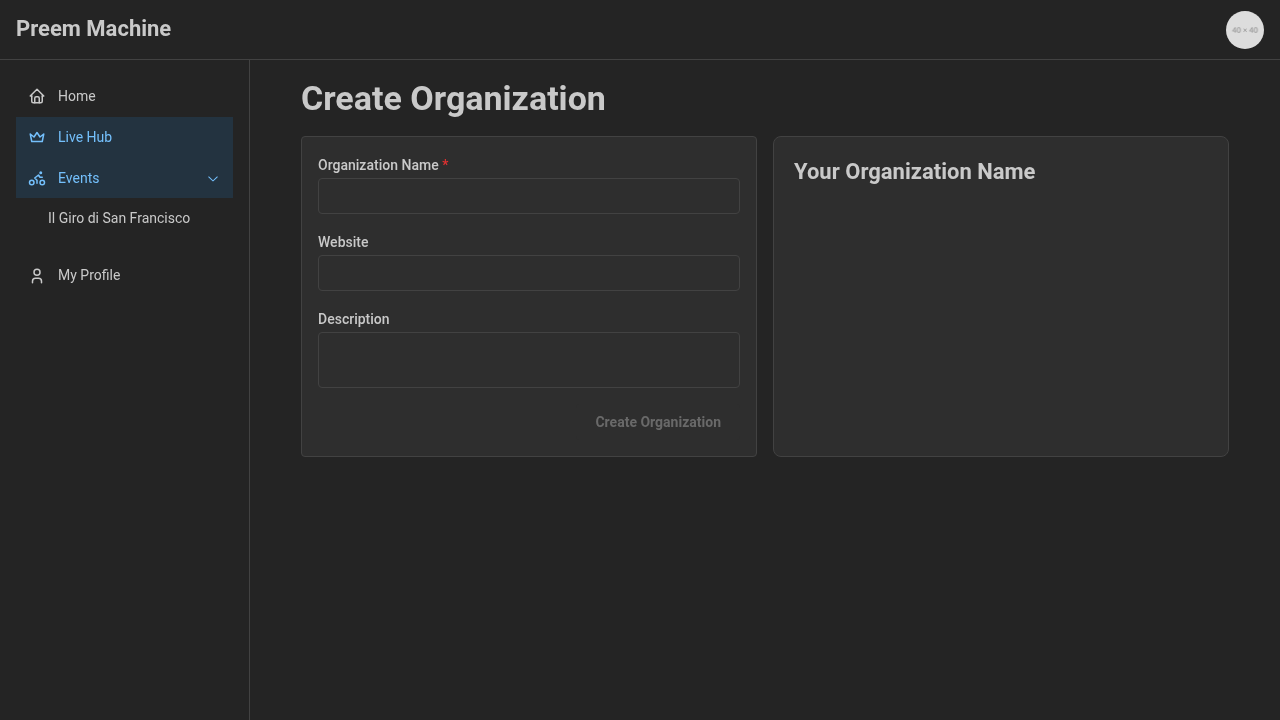 Preem Machine
40 × 40
Home
Live Hub
Events
Il Giro di San Francisco
My Profile
Create Organization
Organization Name *
Website
Description
Create Organization
Your Organization Name